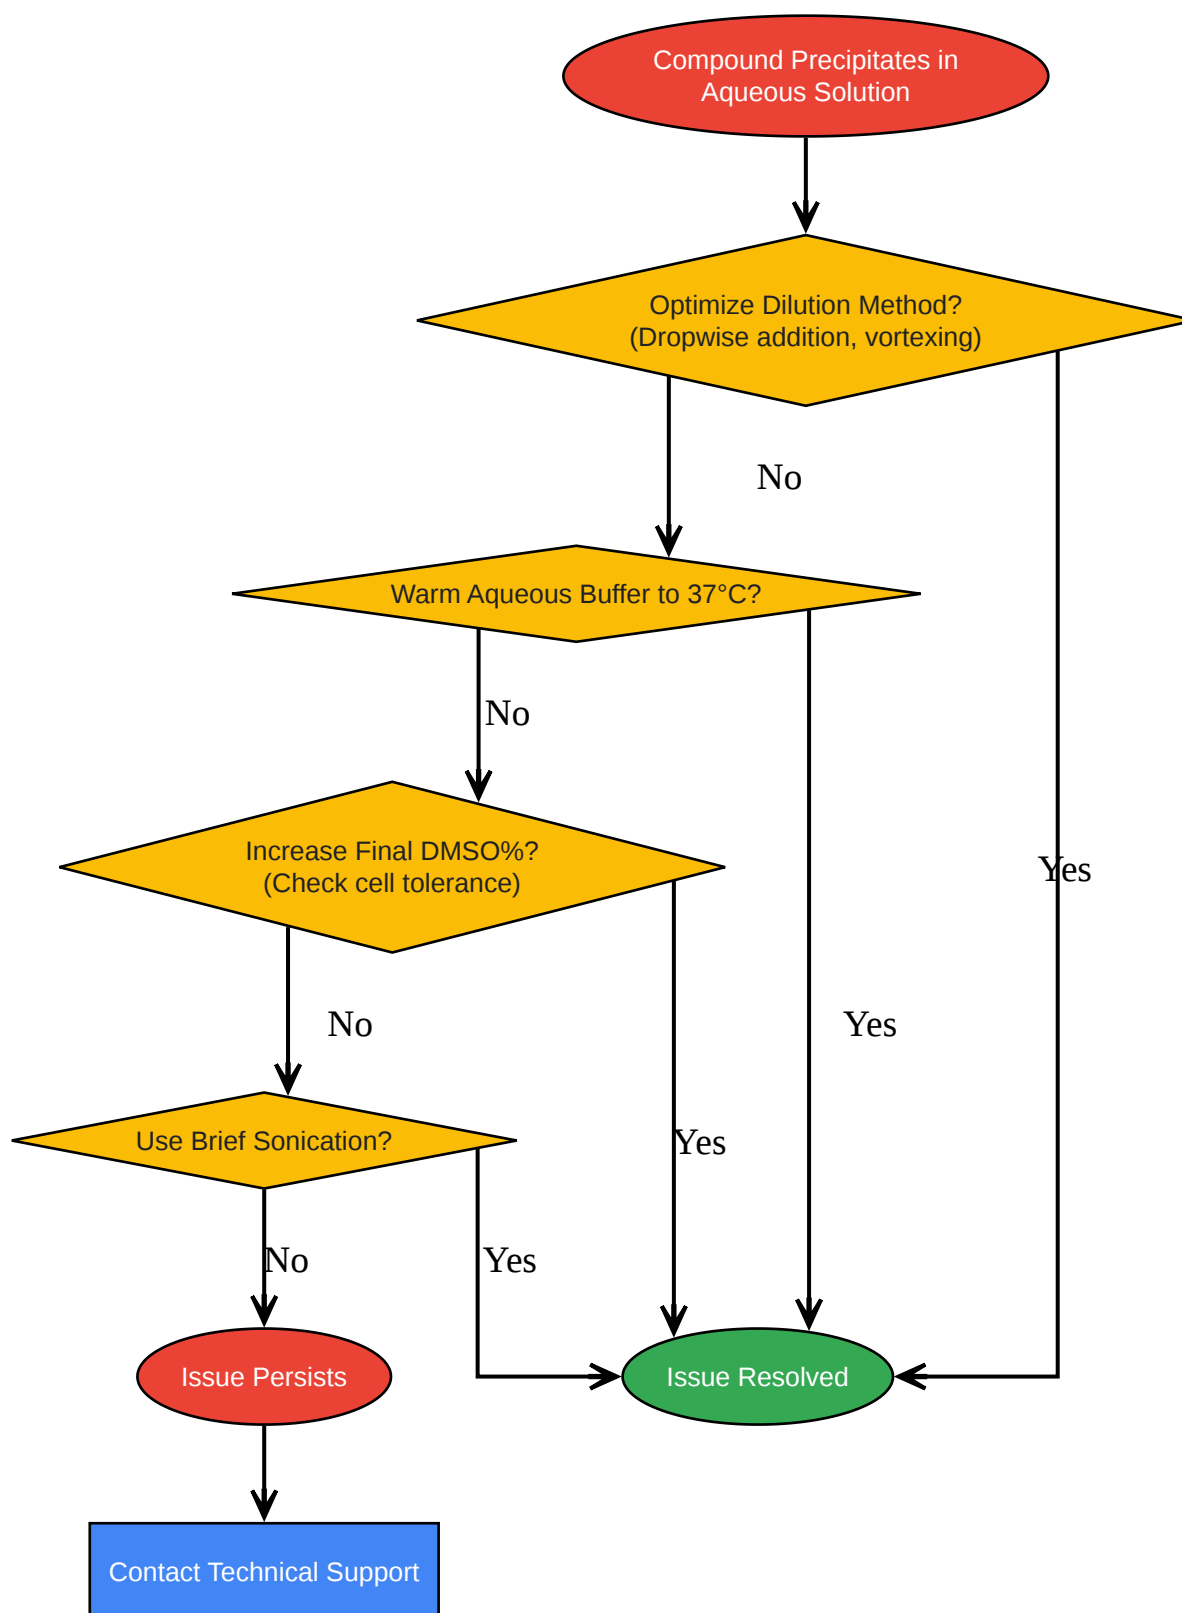 Compound Precipitates in
Aqueous Solution
Optimize Dilution Method?
(Dropwise addition, vortexing)
No
Warm Aqueous Buffer to 37°C?
No
Increase Final DMSO%?
(Check cell tolerance)
Yes
No
Yes
Use Brief Sonication?
Yes
No
Yes
Issue Persists
Issue Resolved
Contact Technical Support